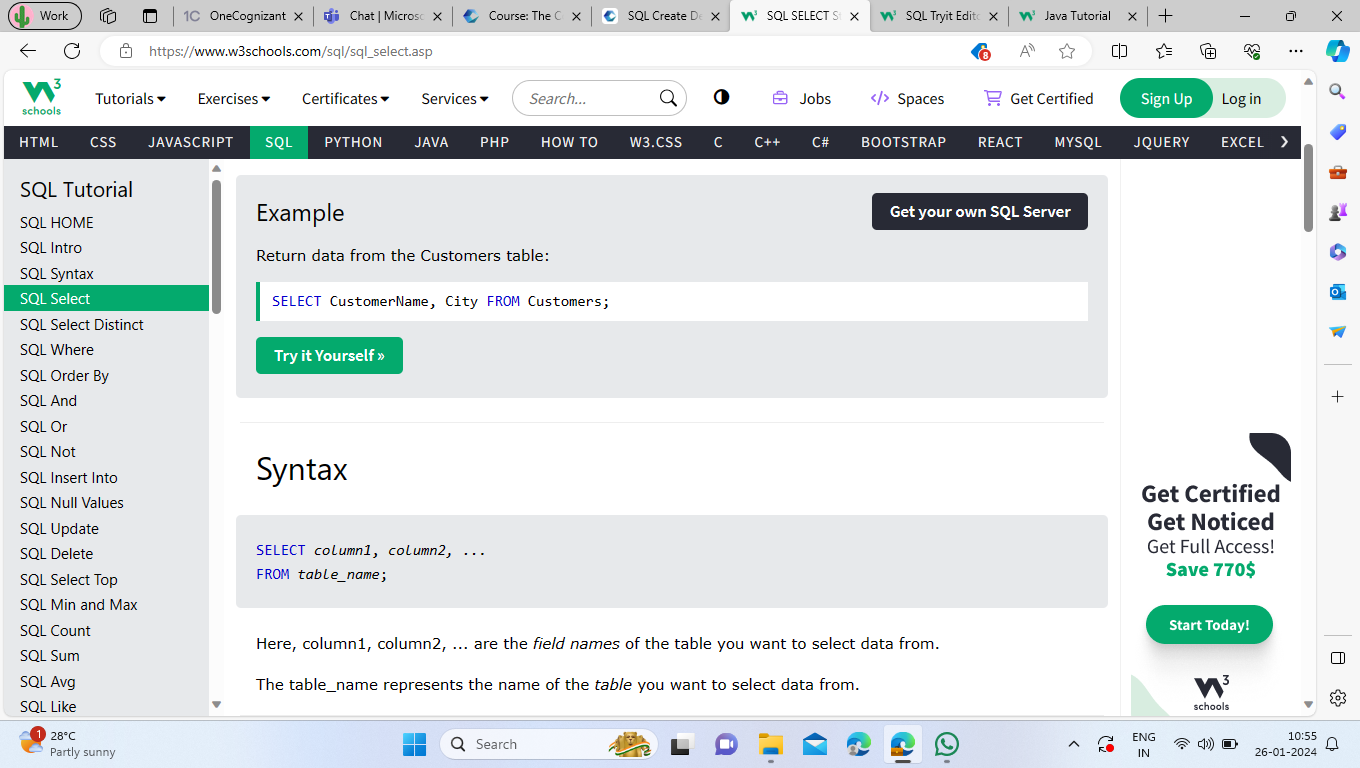 Work
OneCognizant
Chat | Microsc
Course: The C
SQL Create De
SQL SELECT St
SQL Tryit Edito
Java Tutorial
https://www.w3schools.com/sql/sql_select.asp
8
W3 schools
Tutorials
Exercises
Certificates
Services
Search...
Jobs
Spaces
Get Certified
Sign Up
Log in
HTML CSS JAVASCRIPT SQL PYTHON JAVA PHP HOW TO W3.CSS C C++ C# BOOTSTRAP REACT MYSQL JQUERY EXCEL
SQL Tutorial
SQL HOME
SQL Intro
SQL Syntax
SQL Select
SQL Select Distinct
SQL Where
SQL Order By
SQL And
SQL Or
SQL Not
SQL Insert Into
SQL Null Values
SQL Update
SQL Delete
SQL Select Top
SQL Min and Max
SQL Count
SQL Sum
SQL Avg
SQL Like
Example
Get your own SQL Server
Return data from the Customers table:
SELECT CustomerName, City FROM Customers;
Try it Yourself »
Syntax
SELECT column1, column2, ...
FROM table_name;
Here, column1, column2, ... are the field names of the table you want to select data from.
The table_name represents the name of the table you want to select data from.
Get Certified
Get Noticed
Get Full Access!
Save 770$
Start Today!
W3 schools
1
28°C
Partly sunny
Search
ENG
IN
10:55
26-01-2024